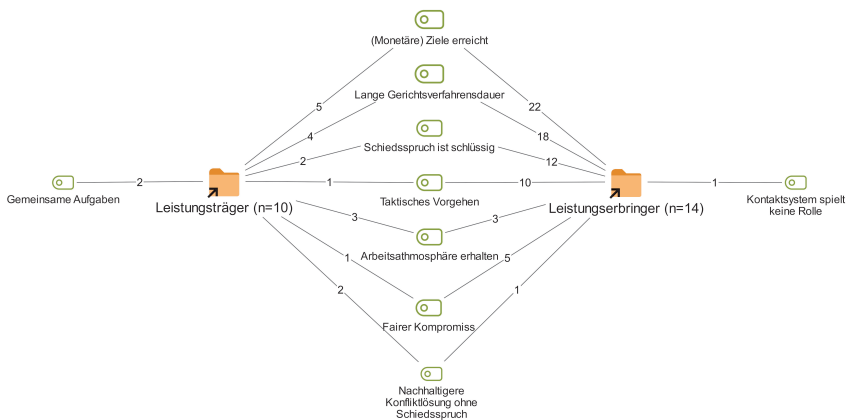 (Monetäre) Ziele erreicht
5
22
Lange Gerichtsverfahrensdauer
4
18
Schiedsspruch ist schlüssig
2
12
Gemeinsame Aufgaben
2
Leistungsträger (n=10)
1
Taktisches Vorgehen
10
Leistungserbringer (n=14)
1
Kontaktsystem spielt
keine Rolle
3
Arbeitsathmosphäre erhalten
3
1
Fairer Kompromiss
5
2
Nachhaltigere
Konfliktlösung ohne
Schiedsspruch
1